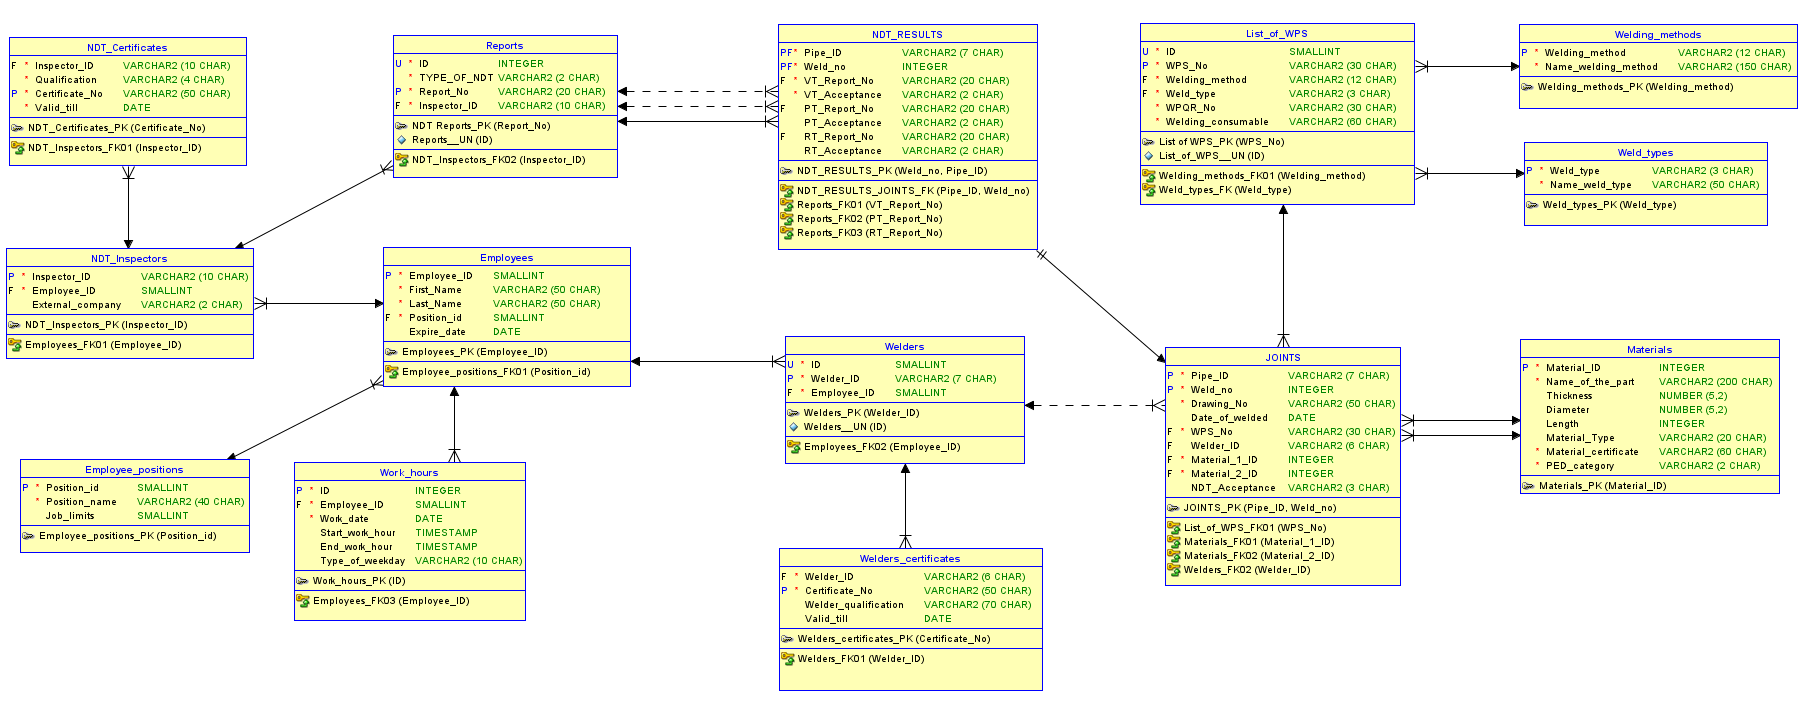 NDT_Certificates
F * Inspector_ID VARCHAR2 (10 CHAR)
* Qualification VARCHAR2 (4 CHAR)
P * Certificate_No VARCHAR2 (50 CHAR)
* Valid_till DATE
NDT_Certificates_PK (Certificate_No)
NDT_Inspectors_FK01 (Inspector_ID)
Reports
U * ID INTEGER
* TYPE_OF_NDT VARCHAR2 (2 CHAR)
P * Report_No VARCHAR2 (20 CHAR)
F * Inspector_ID VARCHAR2 (10 CHAR)
NDT Reports_PK (Report_No)
Reports__UN (ID)
NDT_Inspectors_FK02 (Inspector_ID)
NDT_RESULTS
PF* Pipe_ID VARCHAR2 (7 CHAR)
PF* Weld_no INTEGER
F * VT_Report_No VARCHAR2 (20 CHAR)
* VT_Acceptance VARCHAR2 (2 CHAR)
F PT_Report_No VARCHAR2 (20 CHAR)
PT_Acceptance VARCHAR2 (2 CHAR)
F RT_Report_No VARCHAR2 (20 CHAR)
RT_Acceptance VARCHAR2 (2 CHAR)
NDT_RESULTS_PK (Weld_no, Pipe_ID)
NDT_RESULTS_JOINTS_FK (Pipe_ID, Weld_no)
Reports_FK01 (VT_Report_No)
Reports_FK02 (PT_Report_No)
Reports_FK03 (RT_Report_No)
List_of_WPS
U * ID SMALLINT
P * WPS_No VARCHAR2 (30 CHAR)
F * Welding_method VARCHAR2 (12 CHAR)
F * Weld_type VARCHAR2 (3 CHAR)
* WPQR_No VARCHAR2 (30 CHAR)
* Welding_consumable VARCHAR2 (60 CHAR)
List of WPS_PK (WPS_No)
List_of_WPS__UN (ID)
Welding_methods_FK01 (Welding_method)
Weld_types_FK (Weld_type)
Welding_methods
P * Welding_method VARCHAR2 (12 CHAR)
* Name_welding_method VARCHAR2 (150 CHAR)
Welding_methods_PK (Welding_method)
Weld_types
P * Weld_type VARCHAR2 (3 CHAR)
* Name_weld_type VARCHAR2 (50 CHAR)
Weld_types_PK (Weld_type)
NDT_Inspectors
P * Inspector_ID VARCHAR2 (10 CHAR)
F * Employee_ID SMALLINT
External_company VARCHAR2 (2 CHAR)
NDT_Inspectors_PK (Inspector_ID)
Employees_FK01 (Employee_ID)
Employees
P * Employee_ID SMALLINT
* First_Name VARCHAR2 (50 CHAR)
* Last_Name VARCHAR2 (50 CHAR)
F * Position_id SMALLINT
Expire_date DATE
Employees_PK (Employee_ID)
Employee_positions_FK01 (Position_id)
Welders
U * ID SMALLINT
P * Welder_ID VARCHAR2 (7 CHAR)
F * Employee_ID SMALLINT
Welders_PK (Welder_ID)
Welders__UN (ID)
Employees_FK02 (Employee_ID)
JOINTS
P * Pipe_ID VARCHAR2 (7 CHAR)
P * Weld_no INTEGER
* Drawing_No VARCHAR2 (50 CHAR)
Date_of_welded DATE
F * WPS_No VARCHAR2 (30 CHAR)
F Welder_ID VARCHAR2 (6 CHAR)
F * Material_1_ID INTEGER
F * Material_2_ID INTEGER
NDT_Acceptance VARCHAR2 (3 CHAR)
JOINTS_PK (Pipe_ID, Weld_no)
List_of_WPS_FK01 (WPS_No)
Materials_FK01 (Material_1_ID)
Materials_FK02 (Material_2_ID)
Welders_FK02 (Welder_ID)
Materials
P * Material_ID INTEGER
* Name_of_the_part VARCHAR2 (200 CHAR)
Thickness NUMBER (5,2)
Diameter NUMBER (5,2)
Length INTEGER
Material_Type VARCHAR2 (20 CHAR)
* Material_certificate VARCHAR2 (60 CHAR)
* PED_category VARCHAR2 (2 CHAR)
Materials_PK (Material_ID)
Employee_positions
P * Position_id SMALLINT
* Position_name VARCHAR2 (40 CHAR)
Job_limits SMALLINT
Employee_positions_PK (Position_id)
Work_hours
P * ID INTEGER
F * Employee_ID SMALLINT
* Work_date DATE
Start_work_hour TIMESTAMP
End_work_hour TIMESTAMP
Type_of_weekday VARCHAR2 (10 CHAR)
Work_hours_PK (ID)
Employees_FK03 (Employee_ID)
Welders_certificates
F * Welder_ID VARCHAR2 (6 CHAR)
P * Certificate_No VARCHAR2 (50 CHAR)
Welder_qualification VARCHAR2 (70 CHAR)
Valid_till DATE
Welders_certificates_PK (Certificate_No)
Welders_FK01 (Welder_ID)